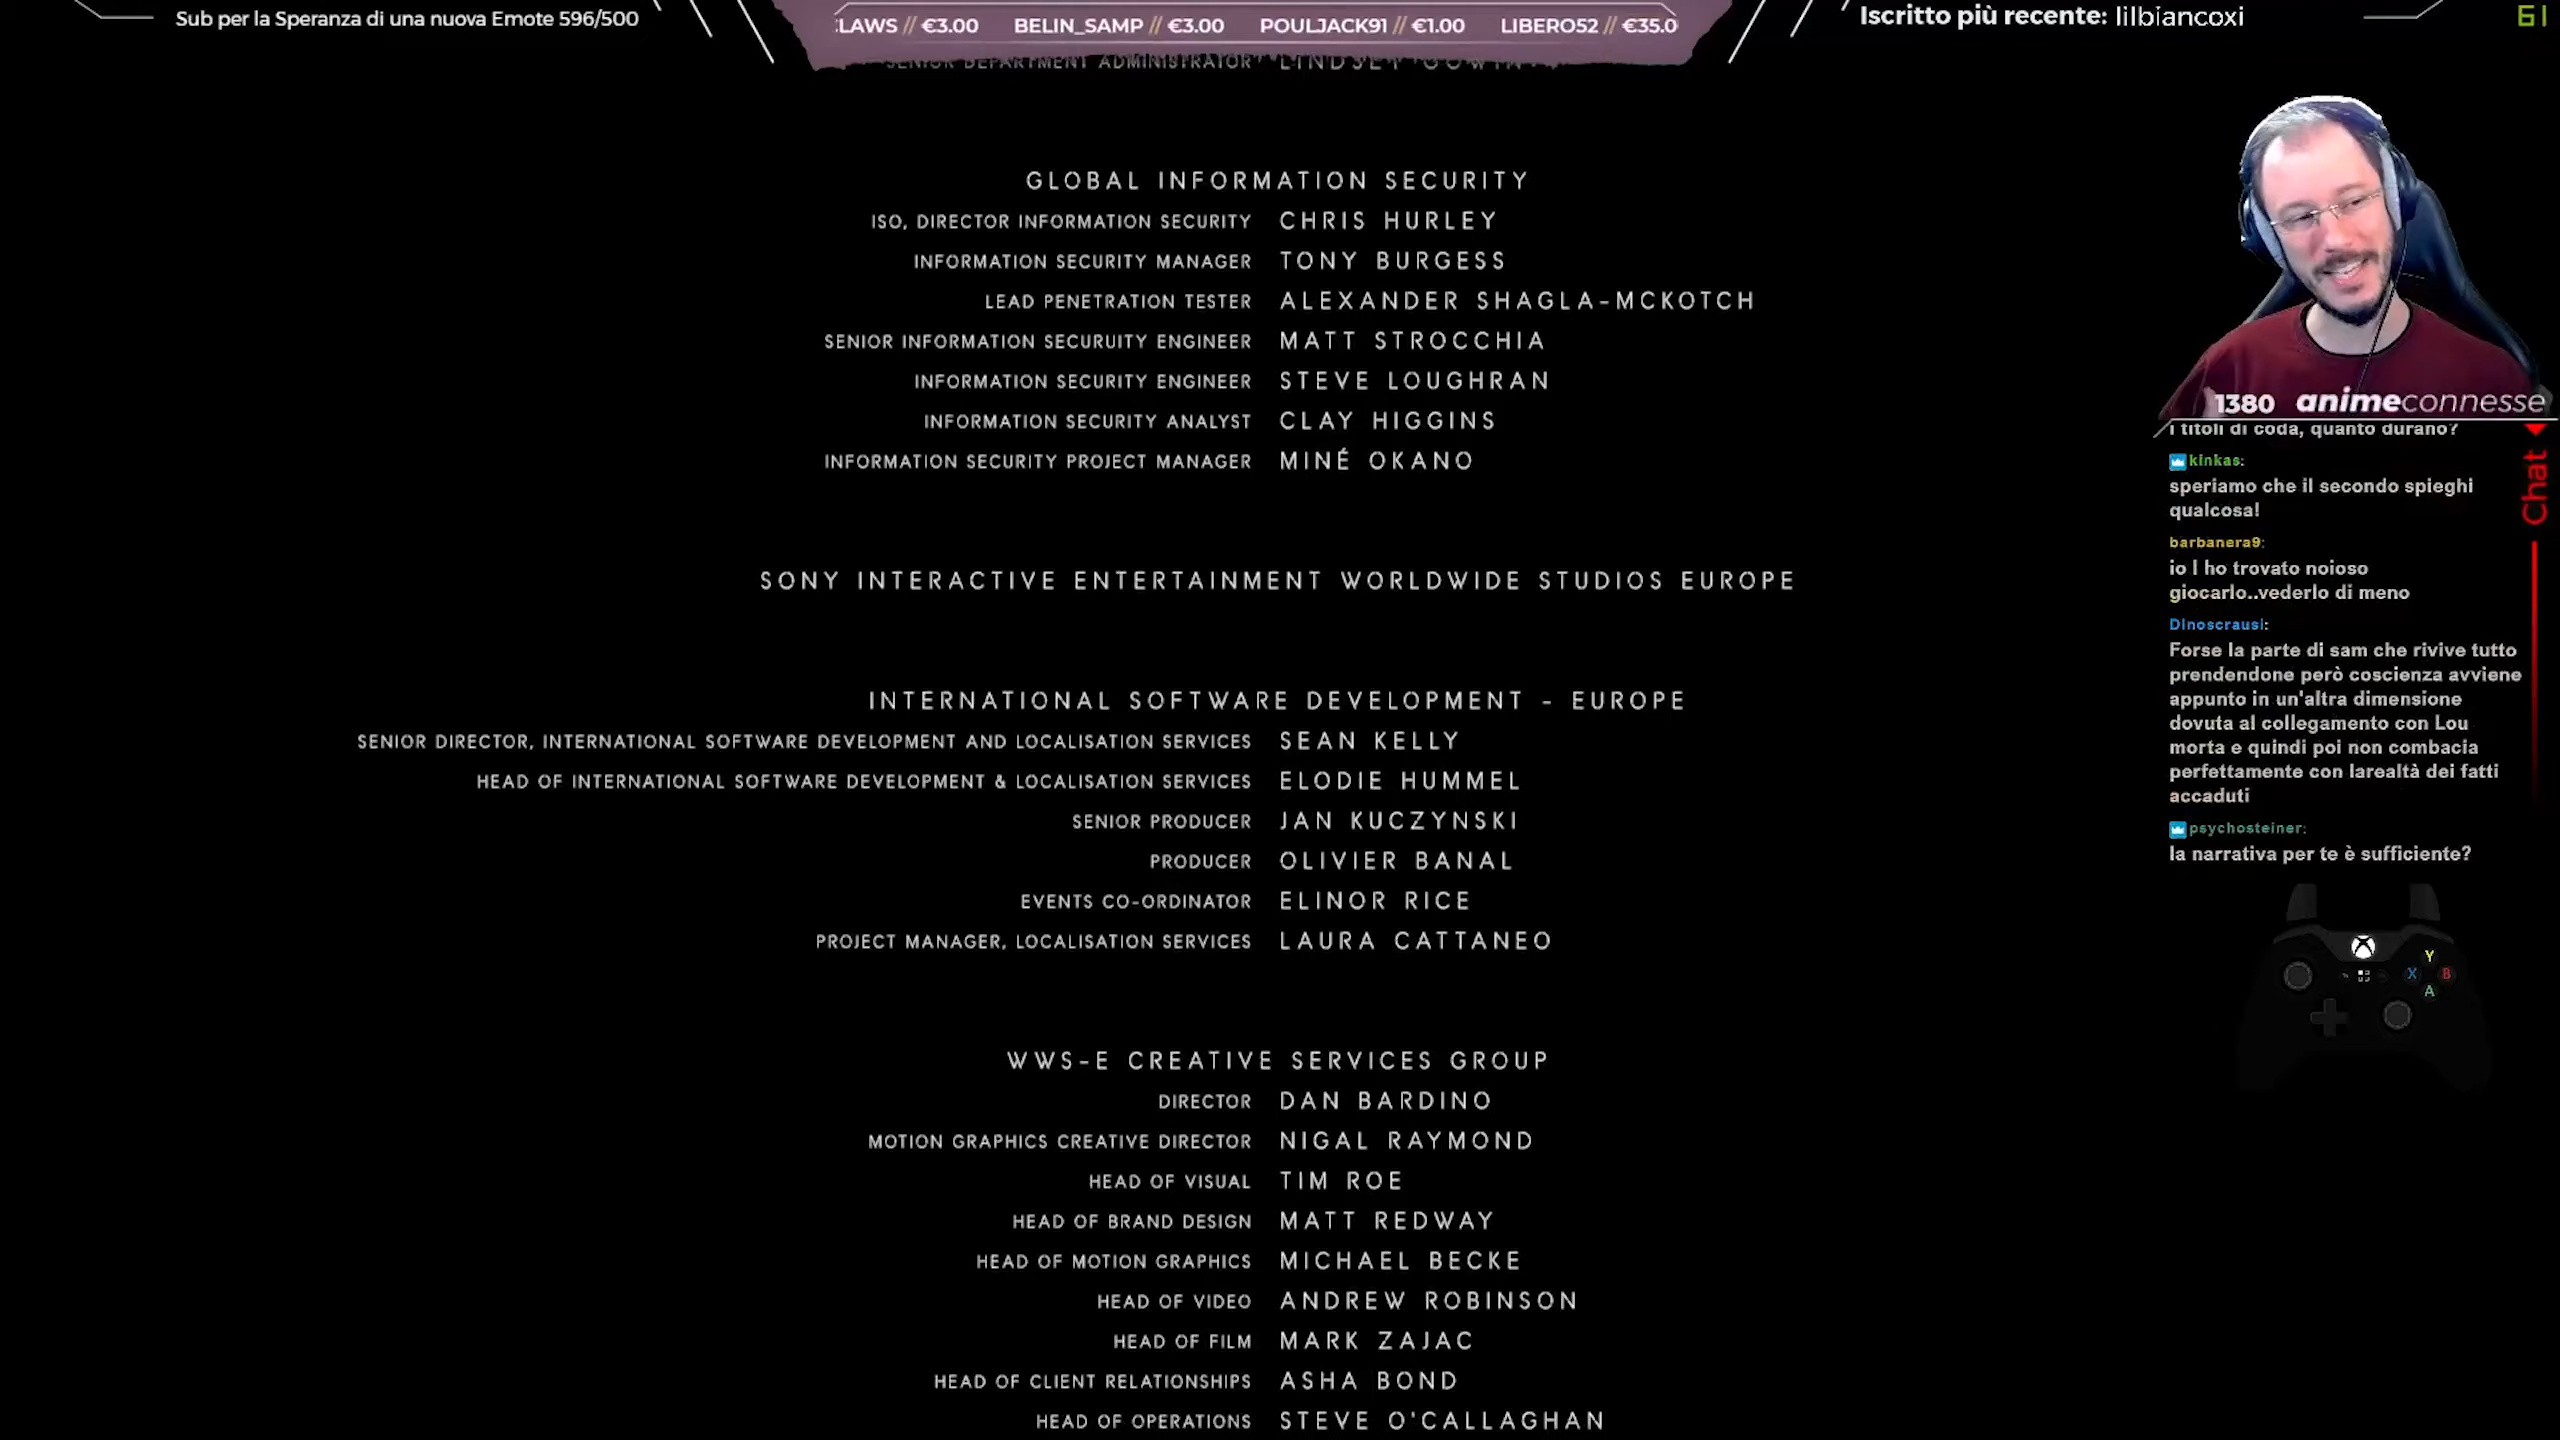 Sub per la Speranza di una nuova Emote 596/500
LAWS // €3.00 BELIN_SAMP // €3.00 POULJACK91 // €1.00 LIBERO52 // €35.0
Iscritto più recente: lilbiancoxi
61
SENIOR DEPARTMENT ADMINISTRATOR LINDSEY
GLOBAL INFORMATION SECURITY
ISO, DIRECTOR INFORMATION SECURITY CHRIS HURLEY
INFORMATION SECURITY MANAGER TONY BURGESS
LEAD PENETRATION TESTER ALEXANDER SHAGLA-MCKOTCH
SENIOR INFORMATION SECURUITY ENGINEER MATT STROCCHIA
INFORMATION SECURITY ENGINEER STEVE LOUGHRAN
INFORMATION SECURITY ANALYST CLAY HIGGINS
INFORMATION SECURITY PROJECT MANAGER MINÉ OKANO
SONY INTERACTIVE ENTERTAINMENT WORLDWIDE STUDIOS EUROPE
INTERNATIONAL SOFTWARE DEVELOPMENT - EUROPE
SENIOR DIRECTOR, INTERNATIONAL SOFTWARE DEVELOPMENT AND LOCALISATION SERVICES SEAN KELLY
HEAD OF INTERNATIONAL SOFTWARE DEVELOPMENT & LOCALISATION SERVICES ELODIE HUMMEL
SENIOR PRODUCER JAN KUCZYNSKI
PRODUCER OLIVIER BANAL
EVENTS CO-ORDINATOR ELINOR RICE
PROJECT MANAGER, LOCALISATION SERVICES LAURA CATTANEO
WWS-E CREATIVE SERVICES GROUP
DIRECTOR DAN BARDINO
MOTION GRAPHICS CREATIVE DIRECTOR NIGAL RAYMOND
HEAD OF VISUAL TIM ROE
HEAD OF BRAND DESIGN MATT REDWAY
HEAD OF MOTION GRAPHICS MICHAEL BECKE
HEAD OF VIDEO ANDREW ROBINSON
HEAD OF FILM MARK ZAJAC
HEAD OF CLIENT RELATIONSHIPS ASHA BOND
HEAD OF OPERATIONS STEVE O'CALLAGHAN
1380 animeconnesse
i titoli di coda, quanto durano?
Chat
kinkas:
speriamo che il secondo spieghi
qualcosa!
barbanera9:
io l ho trovato noioso
giocarlo..vederlo di meno
Dinoscrausi:
Forse la parte di sam che rivive tutto
prendendone però coscienza avviene
appunto in un'altra dimensione
dovuta al collegamento con Lou
morta e quindi poi non combacia
perfettamente con larealtà dei fatti
accaduti
psychosteiner:
la narrativa per te è sufficiente?
Y
X B
A